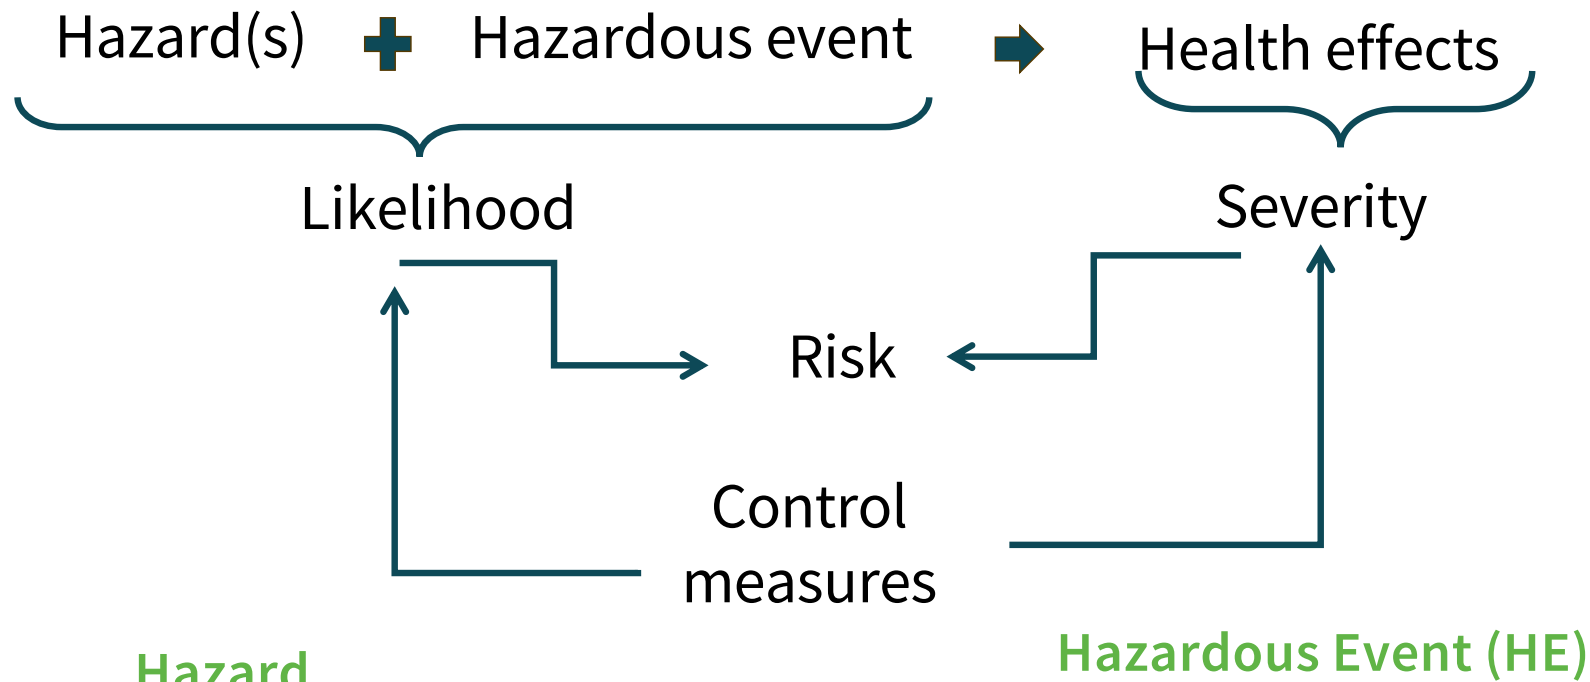 Hazard(s) Hazardous event Health effects
Likelihood Severity
Risk
Control
measures
Hazardous Event (HE)
Hazard